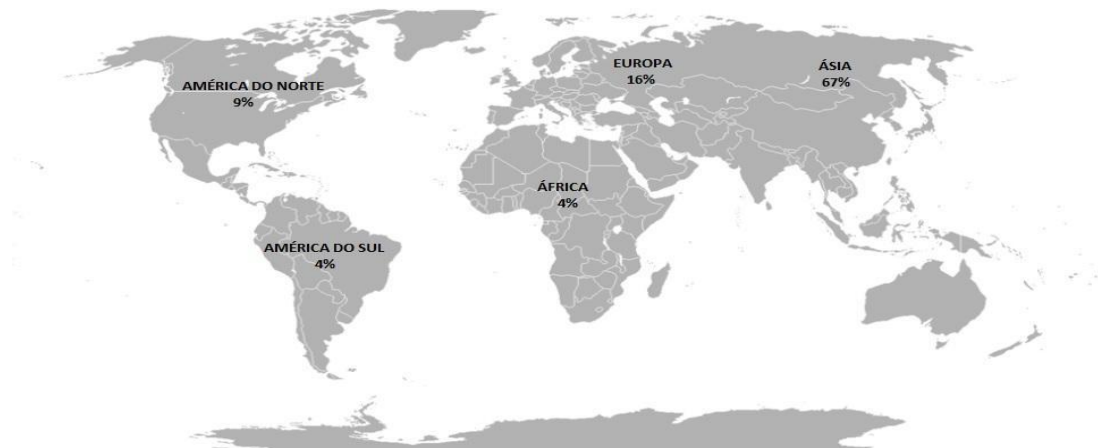 EUROPA
16%
ÁSIA
67%
AMÉRICA DO NORTE
9%
ÁFRICA
4%
AMÉRICA DO SUL
4%